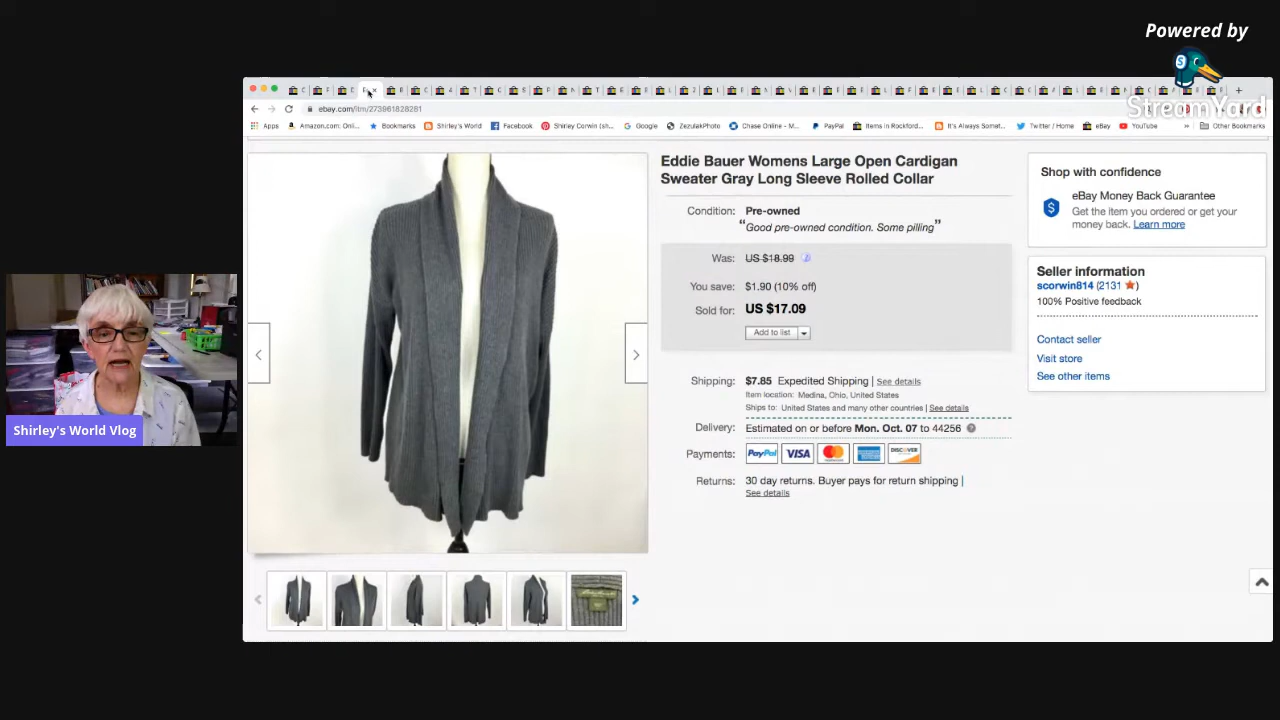 Powered by
S
StreamYard
ebay.com/itm/273961828281
Apps
Amazon.com: Onli...
Bookmarks
Shirley's World
Facebook
Shirley Corwin (sh...
Google
ZezulakPhoto
Chase Online - M...
PayPal
Items in Rockford...
It's Always Somet...
Twitter / Home
eBay
YouTube
»
Other Bookmarks
Eddie Bauer Womens Large Open Cardigan
Sweater Gray Long Sleeve Rolled Collar
Condition: Pre-owned
“Good pre-owned condition. Some pilling”
Was: US $18.99
You save: $1.90 (10% off)
Sold for: US $17.09
Add to list
Shipping: $7.85 Expedited Shipping | See details
Item location: Medina, Ohio, United States
Ships to: United States and many other countries | See details
Delivery: Estimated on or before Mon. Oct. 07 to 44256
Payments: PayPal VISA MasterCard DISCOVER
Returns: 30 day returns. Buyer pays for return shipping |
See details
Shop with confidence
eBay Money Back Guarantee
Get the item you ordered or get your
money back. Learn more
Seller information
scorwin814 (2131)
100% Positive feedback
Contact seller
Visit store
See other items
Shirley's World Vlog